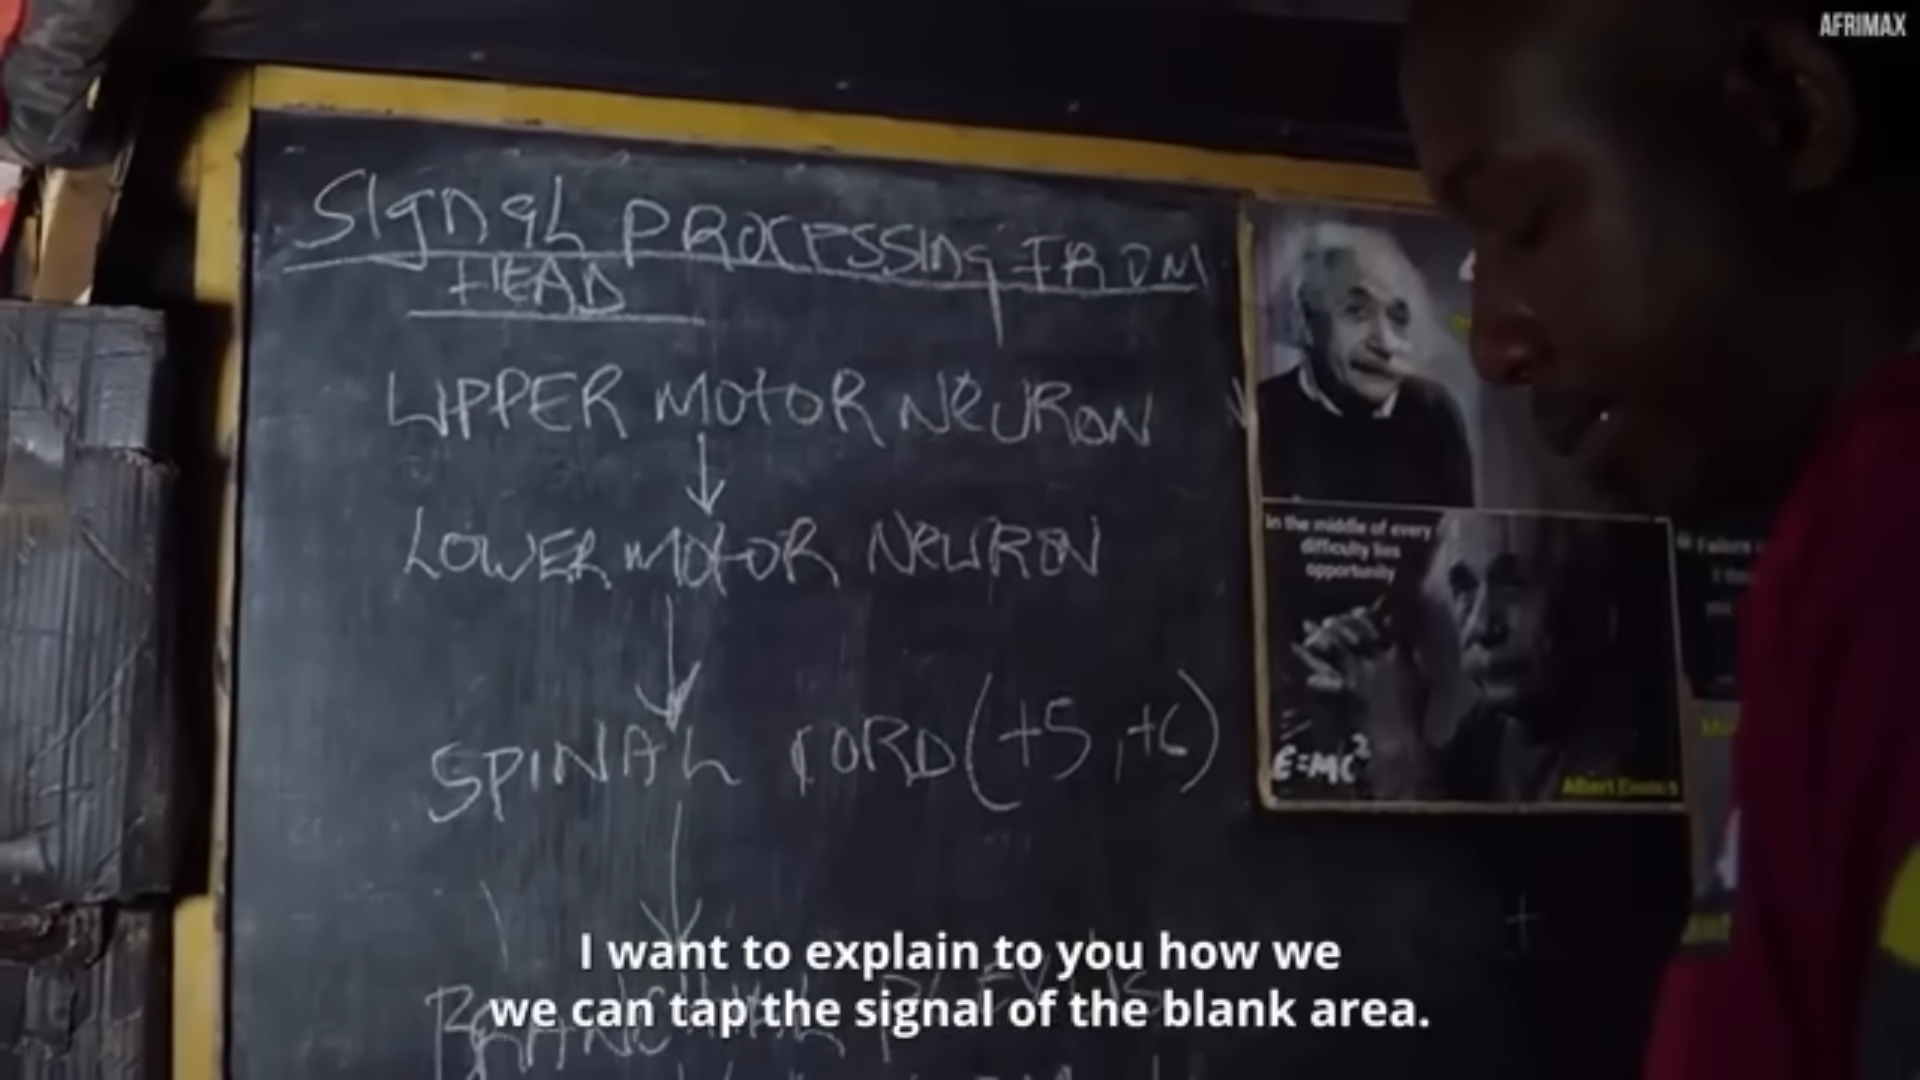 AFRIMAX
SIgnaL PROCESSINg FROM
HEAD
UPPER MOtOR NeURON
LOWER MOtOR NeURON
SPINAL CORD (+5, +6)
In the middle of every
difficulty lies
opportunity
E=MC²
Albert
I want to explain to you how we
we can tap the signal of the blank area.